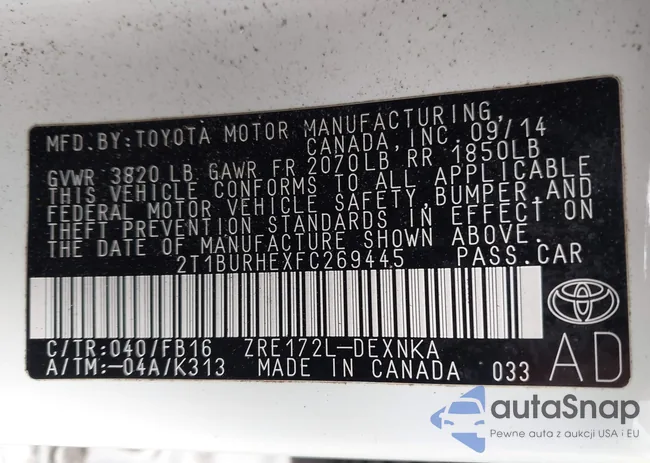 MFD. BY: TOYOTA MOTOR MANUFACTURING,
CANADA, INC. 09/14
GVWR 3820 LB GAWR FR 2070LB RR 1850LB
THIS VEHICLE CONFORMS TO ALL APPLICABLE
FEDERAL MOTOR VEHICLE SAFETY, BUMPER, AND
THEFT PREVENTION STANDARDS IN EFFECT ON
THE DATE OF MANUFACTURE SHOWN ABOVE.
2T1BURHEXFC269445 PASS. CAR
C/TR: 040/FB16 ZRE172L-DEXNKA
A/TM: -04A/K313 MADE IN CANADA 033
AD
autaSnap
Pewne auta z aukcji USA i EU